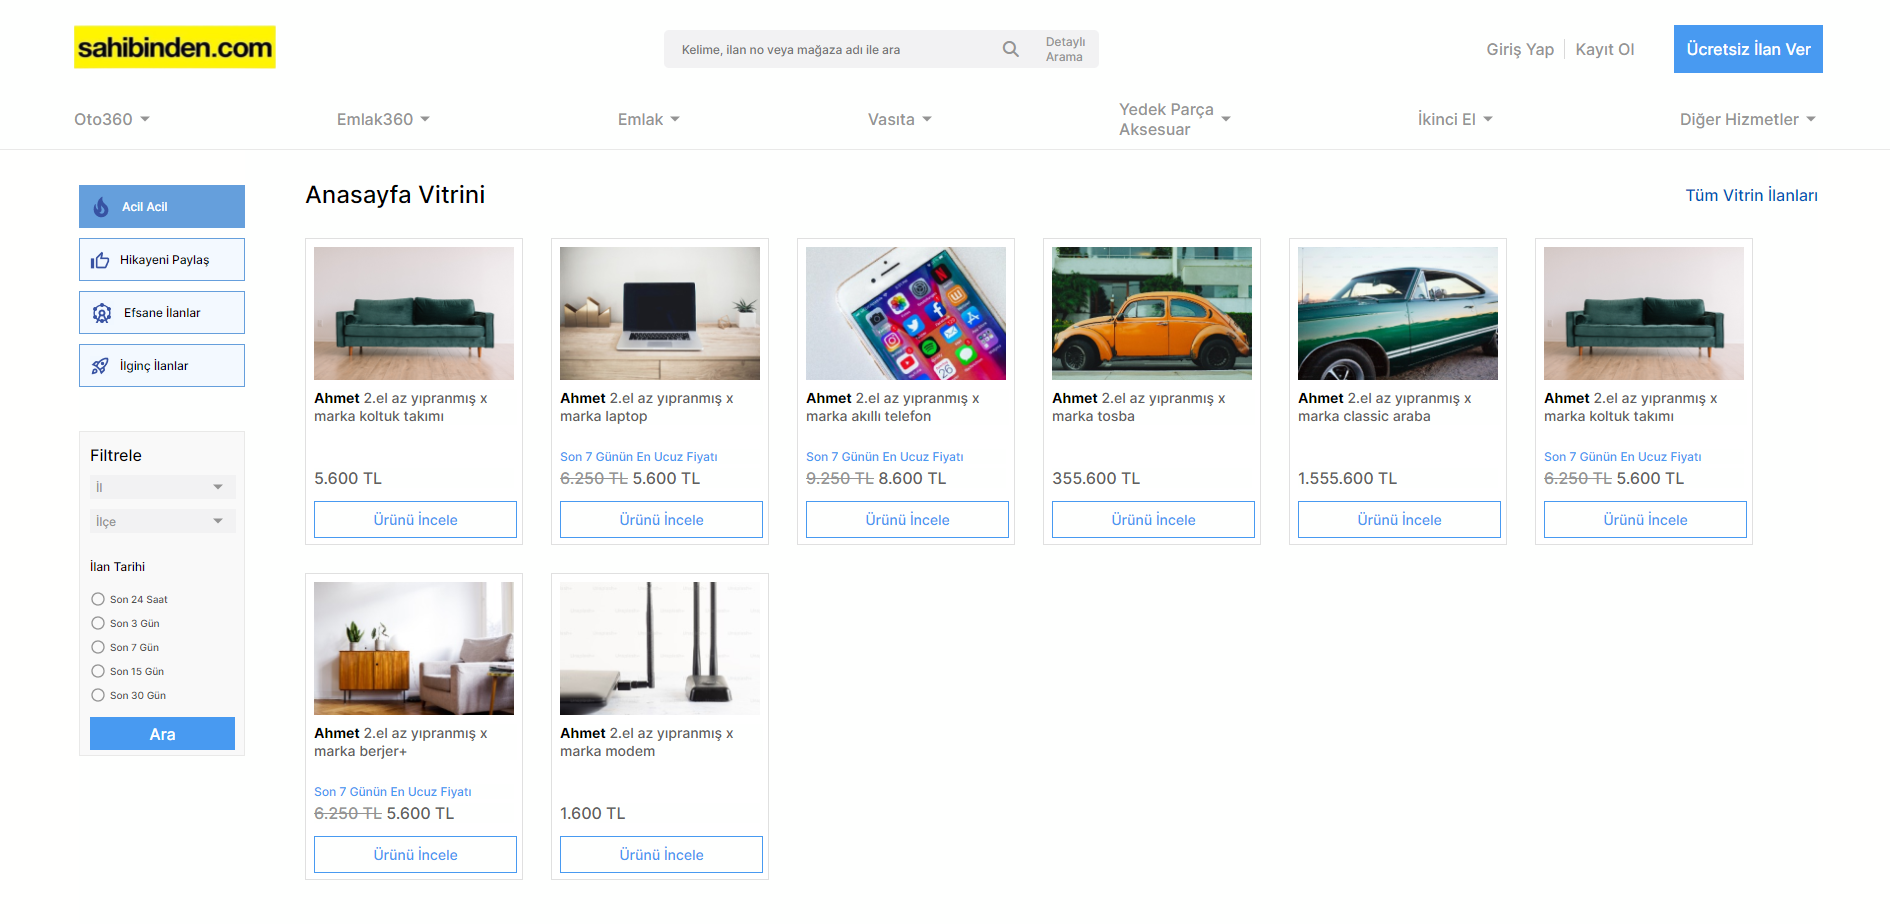 sahibinden.com
Kelime, ilan no veya mağaza adı ile ara
Detaylı
Arama
Giriş Yap
Kayıt Ol
Ücretsiz İlan Ver
Oto360
Emlak360
Emlak
Vasıta
Yedek Parça
Aksesuar
İkinci El
Diğer Hizmetler
Acil Acil
Hikayeni Paylaş
Efsane İlanlar
İlginç İlanlar
Filtrele
İl
İlçe
İlan Tarihi
Son 24 Saat
Son 3 Gün
Son 7 Gün
Son 15 Gün
Son 30 Gün
Ara
Anasayfa Vitrini
Tüm Vitrin İlanları
Ahmet 2.el az yıpranmış x
marka koltuk takımı
5.600 TL
Ürünü İncele
Ahmet 2.el az yıpranmış x
marka laptop
Son 7 Günün En Ucuz Fiyatı
6.250 TL 5.600 TL
Ürünü İncele
Ahmet 2.el az yıpranmış x
marka akıllı telefon
Son 7 Günün En Ucuz Fiyatı
9.250 TL 8.600 TL
Ürünü İncele
Ahmet 2.el az yıpranmış x
marka tosba
355.600 TL
Ürünü İncele
Ahmet 2.el az yıpranmış x
marka classic araba
1.555.600 TL
Ürünü İncele
Ahmet 2.el az yıpranmış x
marka koltuk takımı
Son 7 Günün En Ucuz Fiyatı
6.250 TL 5.600 TL
Ürünü İncele
Ahmet 2.el az yıpranmış x
marka berjer+
Son 7 Günün En Ucuz Fiyatı
6.250 TL 5.600 TL
Ürünü İncele
Ahmet 2.el az yıpranmış x
marka modem
1.600 TL
Ürünü İncele